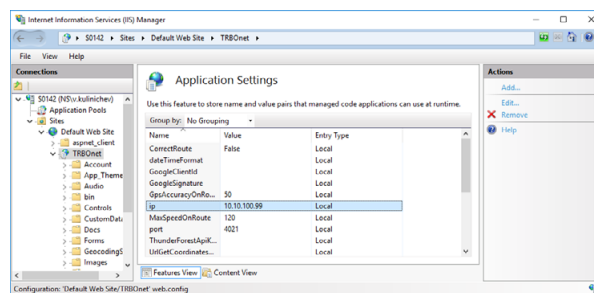 Internet Information Services (IIS) Manager
S0142 Sites Default Web Site TRBOnet
File View Help
Connections
S0142 (NS\v.kulinichev)
Application Pools
Sites
Default Web Site
aspnet_client
TRBOnet
Account
App_Theme
Audio
bin
Controls
CustomData
Docs
Forms
GeocodingS
Images
Application Settings
Use this feature to store name and value pairs that managed code applications can use at runtime.
Group by: No Grouping
Name Value Entry Type
CorrectRoute False Local
dateTimeFormat Local
GoogleClientId Local
GoogleSignature Local
GpsAccuracyOnRo... 50 Local
ip 10.10.100.99 Local
MaxSpeedOnRoute 120 Local
port 4021 Local
ThunderForestApiK... Local
UrlGetCoordinates... Local
Features View Content View
Actions
Add...
Edit...
Remove
Help
Configuration: 'Default Web Site/TRBOnet' web.config